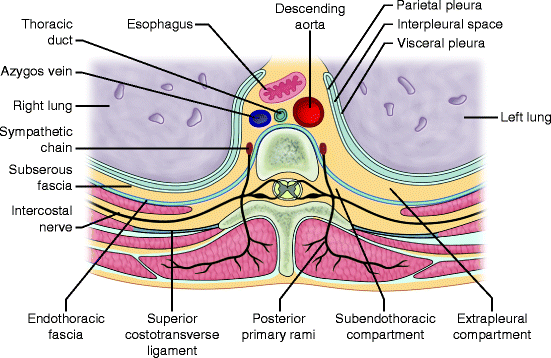 Thoracic
duct
Esophagus
Descending
aorta
Parietal pleura
Interpleural space
Visceral pleura
Azygos vein
Right lung
Left lung
Sympathetic
chain
Subserous
fascia
Intercostal
nerve
Endothoracic
fascia
Superior
costotransverse
ligament
Posterior
primary rami
Subendothoracic
compartment
Extrapleural
compartment